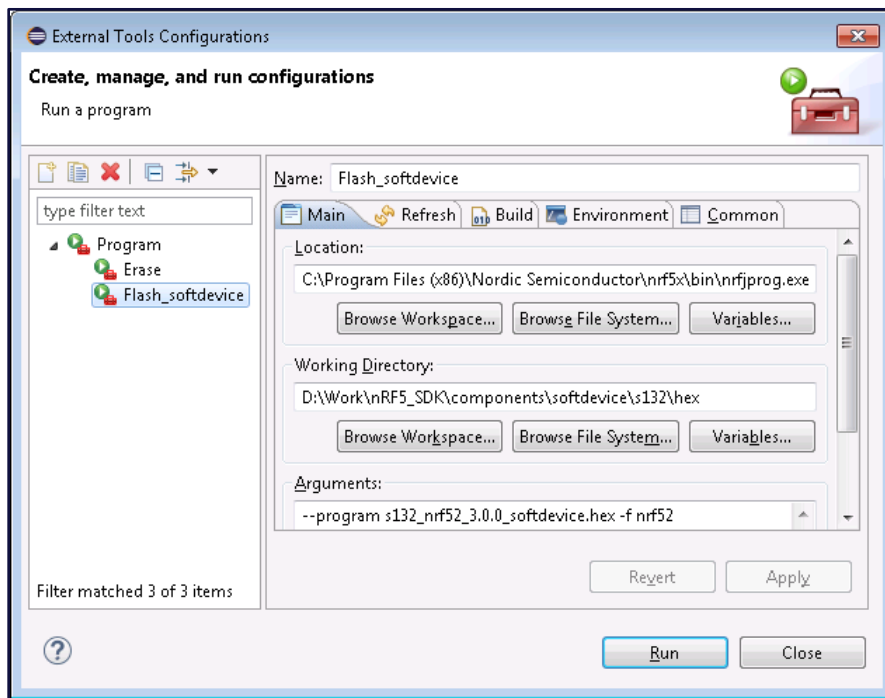 External Tools Configurations
Create, manage, and run configurations
Run a program
type filter text
Program
Erase
Flash_softdevice
Filter matched 3 of 3 items
Name: Flash_softdevice
Main Refresh 010 Build Environment Common
Location:
C:\Program Files (x86)\Nordic Semiconductor\nrf5x\bin\nrfjprog.exe
Browse Workspace... Browse File System... Variables...
Working Directory:
D:\Work\nRF5_SDK\components\softdevice\s132\hex
Browse Workspace... Browse File System... Variables...
Arguments:
--program s132_nrf52_3.0.0_softdevice.hex -f nrf52
Revert Apply
? Run Close